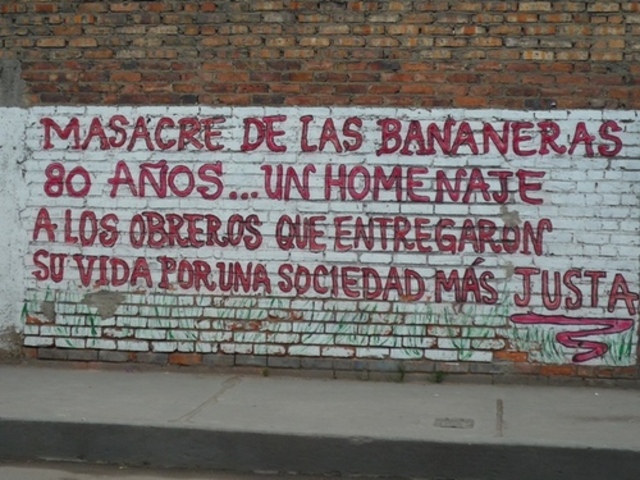 MASACRE DE LAS BANANERAS
80 AÑOS...UN HOMENAJE
A LOS OBREROS QUE ENTREGARON
SU VIDA POR UNA SOCIEDAD MÁS JUSTA